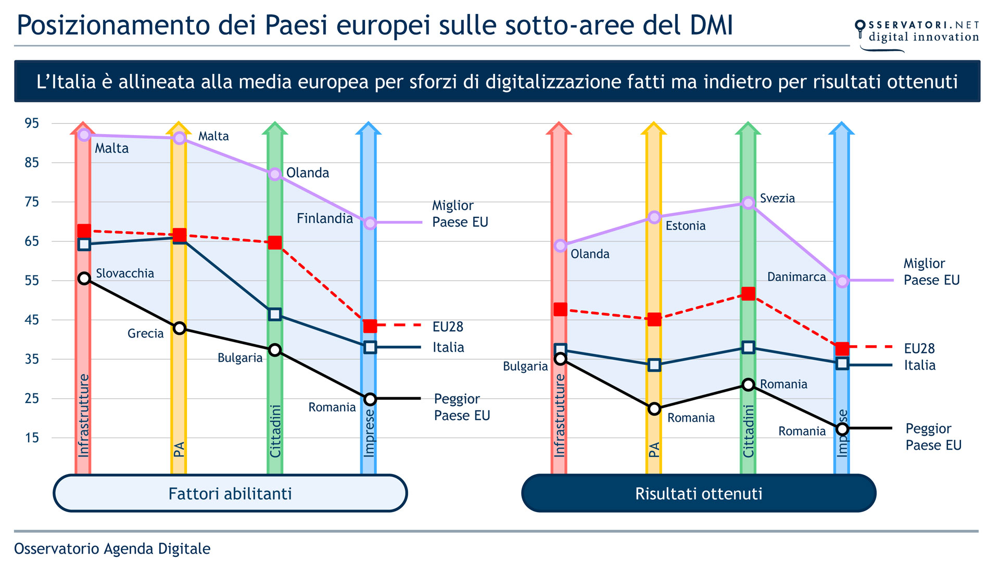 Posizionamento dei Paesi europei sulle sotto-aree del DMI
OSSERVATORI.NET
digital innovation
L’Italia è allineata alla media europea per sforzi di digitalizzazione fatti ma indietro per risultati ottenuti
95
85
75
65
55
45
35
25
15
Malta
Malta
Olanda
Finlandia
Miglior
Paese EU
Slovacchia
Grecia
Bulgaria
Romania
EU28
Italia
Peggior
Paese EU
Infrastrutture
PA
Cittadini
Imprese
Fattori abilitanti
Olanda
Estonia
Svezia
Danimarca
Miglior
Paese EU
Bulgaria
Romania
Romania
Romania
EU28
Italia
Peggior
Paese EU
Infrastrutture
PA
Cittadini
Imprese
Risultati ottenuti
Osservatorio Agenda Digitale